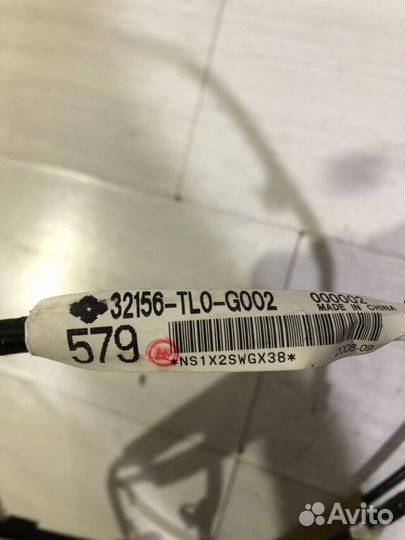 32156-TL0-G002
000002
MADE IN CHINA
579
*NS1X2SWGX38*
2008-09
Avito